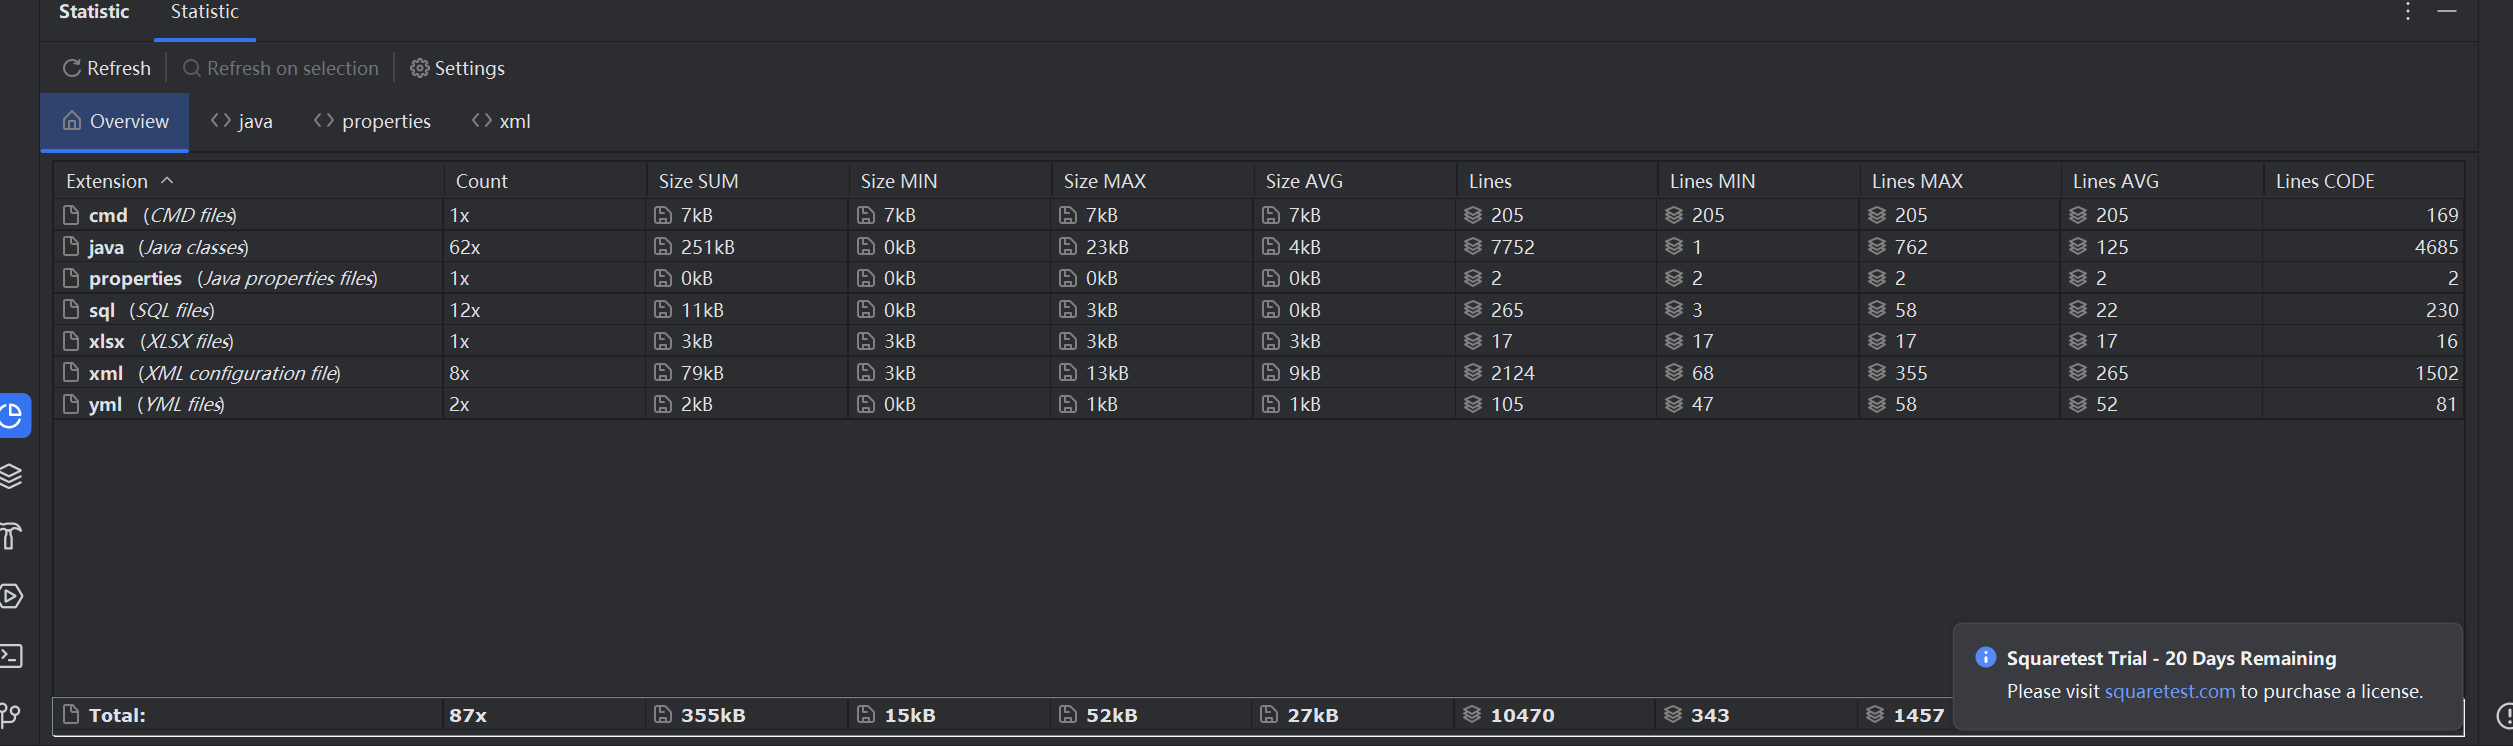 Statistic Statistic
Refresh Refresh on selection Settings
Overview java properties xml
Extension Count Size SUM Size MIN Size MAX Size AVG Lines Lines MIN Lines MAX Lines AVG Lines CODE
cmd (CMD files) 1x 7kB 7kB 7kB 7kB 205 205 205 205 169
java (Java classes) 62x 251kB 0kB 23kB 4kB 7752 1 762 125 4685
properties (Java properties files) 1x 0kB 0kB 0kB 0kB 2 2 2 2 2
sql (SQL files) 12x 11kB 0kB 3kB 0kB 265 3 58 22 230
xlsx (XLSX files) 1x 3kB 3kB 3kB 3kB 17 17 17 17 16
xml (XML configuration file) 8x 79kB 3kB 13kB 9kB 2124 68 355 265 1502
yml (YML files) 2x 2kB 0kB 1kB 1kB 105 47 58 52 81
Squaretest Trial - 20 Days Remaining
Please visit squaretest.com to purchase a license.
Total: 87x 355kB 15kB 52kB 27kB 10470 343 1457